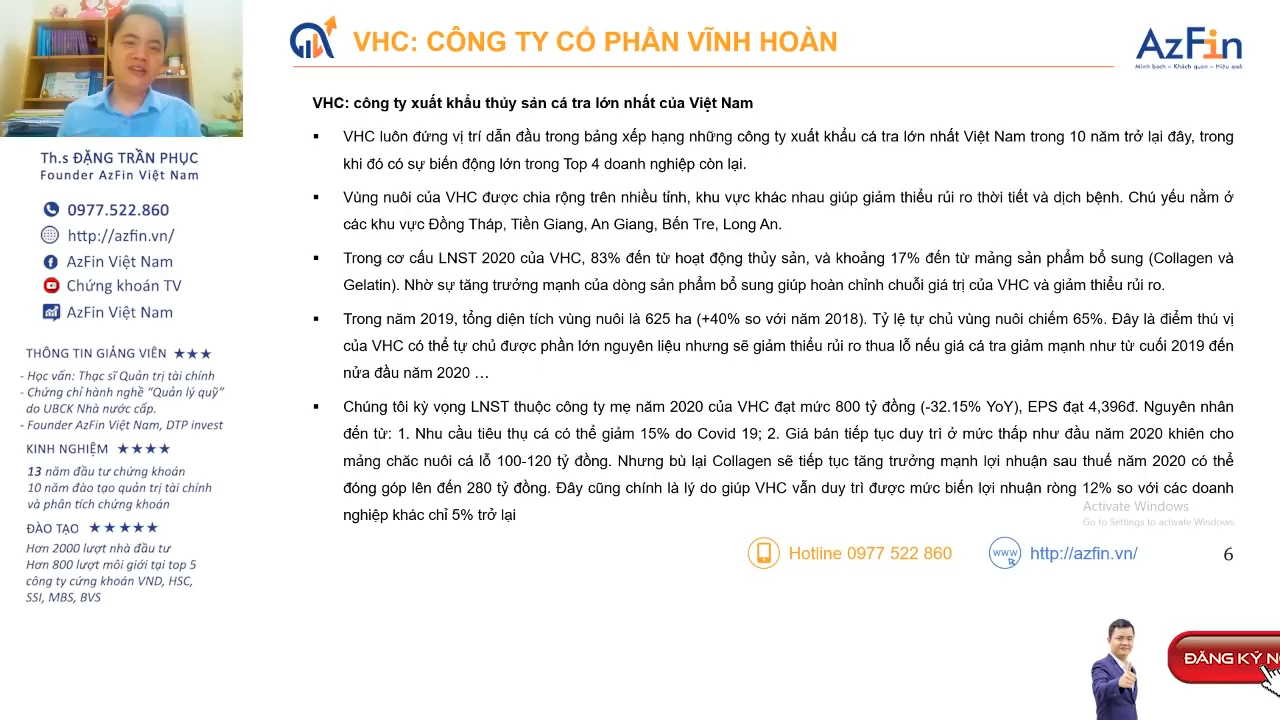 VHC: CÔNG TY CỔ PHẦN VĨNH HOÀN
AzFin
Minh bạch – Khách quan – Hiệu quả
Th.s ĐẶNG TRẦN PHỤC
Founder AzFin Việt Nam
0977.522.860
http://azfin.vn/
AzFin Việt Nam
Chứng khoán TV
AzFin Việt Nam
THÔNG TIN GIẢNG VIÊN ★★★
- Học vấn: Thạc sĩ Quản trị tài chính
- Chứng chỉ hành nghề “Quản lý quỹ”
do UBCK Nhà nước cấp.
- Founder AzFin Việt Nam, DTP invest
KINH NGHIỆM ★★★★
13 năm đầu tư chứng khoán
10 năm đào tạo quản trị tài chính
và phân tích chứng khoán
ĐÀO TẠO ★★★★★
Hơn 2000 lượt nhà đầu tư
Hơn 800 lượt môi giới tại top 5
công ty cứng khoán VND, HSC,
SSI, MBS, BVS
VHC: công ty xuất khẩu thủy sản cá tra lớn nhất của Việt Nam
▪ VHC luôn đứng vị trí dẫn đầu trong bảng xếp hạng những công ty xuất khẩu cá tra lớn nhất Việt Nam trong 10 năm trở lại đây, trong
khi đó có sự biến động lớn trong Top 4 doanh nghiệp còn lại.
▪ Vùng nuôi của VHC được chia rộng trên nhiều tỉnh, khu vực khác nhau giúp giảm thiểu rủi ro thời tiết và dịch bệnh. Chú yếu nằm ở
các khu vực Đồng Tháp, Tiền Giang, An Giang, Bến Tre, Long An.
▪ Trong cơ cấu LNST 2020 của VHC, 83% đến từ hoạt động thủy sản, và khoảng 17% đến từ mảng sản phẩm bổ sung (Collagen và
Gelatin). Nhờ sự tăng trưởng mạnh của dòng sản phẩm bổ sung giúp hoàn chỉnh chuỗi giá trị của VHC và giảm thiểu rủi ro.
▪ Trong năm 2019, tổng diện tích vùng nuôi là 625 ha (+40% so với năm 2018). Tỷ lệ tự chủ vùng nuôi chiếm 65%. Đây là điểm thú vị
của VHC có thể tự chủ được phần lớn nguyên liệu nhưng sẽ giảm thiểu rủi ro thua lỗ nếu giá cá tra giảm mạnh như từ cuối 2019 đến
nửa đầu năm 2020 …
▪ Chúng tôi kỳ vọng LNST thuộc công ty mẹ năm 2020 của VHC đạt mức 800 tỷ đồng (-32.15% YoY), EPS đạt 4,396đ. Nguyên nhân
đến từ: 1. Nhu cầu tiêu thụ cá có thể giảm 15% do Covid 19; 2. Giá bán tiếp tục duy trì ở mức thấp như đầu năm 2020 khiên cho
mảng chăc nuôi cá lỗ 100-120 tỷ đồng. Nhưng bù lại Collagen sẽ tiếp tục tăng trưởng mạnh lợi nhuận sau thuế năm 2020 có thể
đóng góp lên đến 280 tỷ đồng. Đây cũng chính là lý do giúp VHC vẫn duy trì được mức biến lợi nhuận ròng 12% so với các doanh
nghiệp khác chỉ 5% trở lại
Activate Windows
Go to Settings to activate Windows.
Hotline 0977 522 860
www
http://azfin.vn/
6
ĐĂNG KÝ